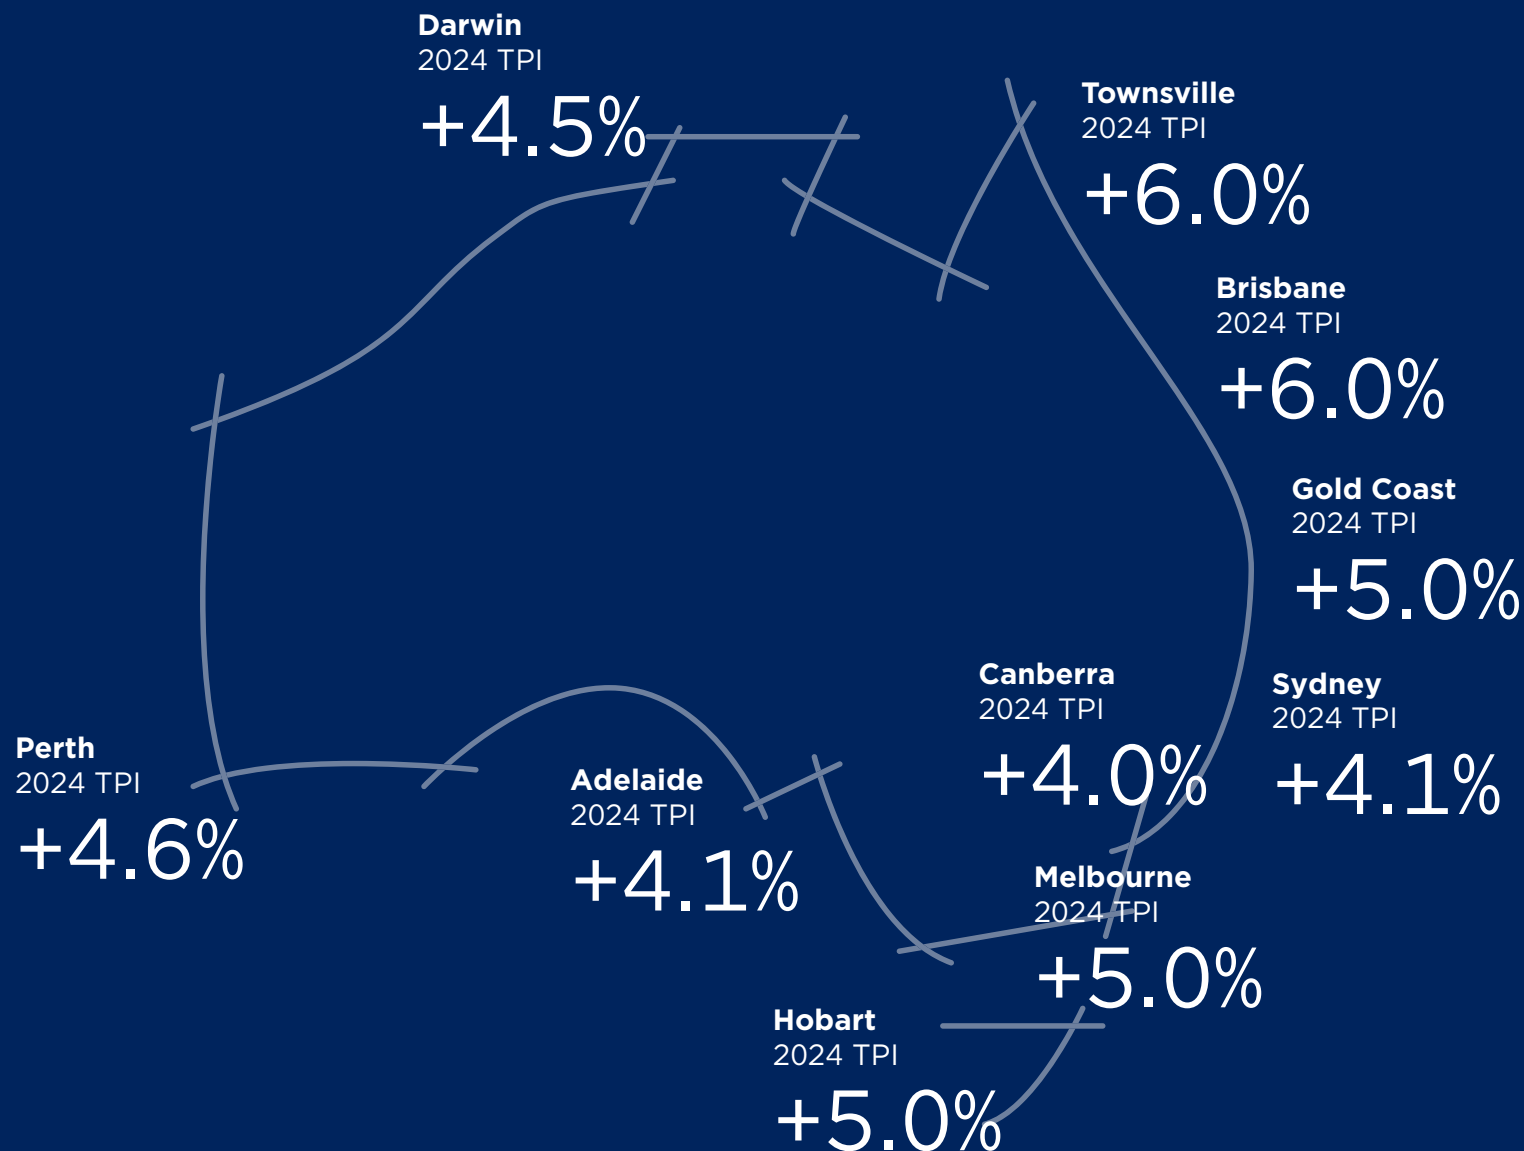 Darwin
2024 TPI
+4.5%
Townsville
2024 TPI
+6.0%
Brisbane
2024 TPI
+6.0%
Gold Coast
2024 TPI
+5.0%
Canberra
2024 TPI
+4.0%
Sydney
2024 TPI
+4.1%
Perth
2024 TPI
+4.6%
Adelaide
2024 TPI
+4.1%
Melbourne
2024 TPI
+5.0%
Hobart
2024 TPI
+5.0%